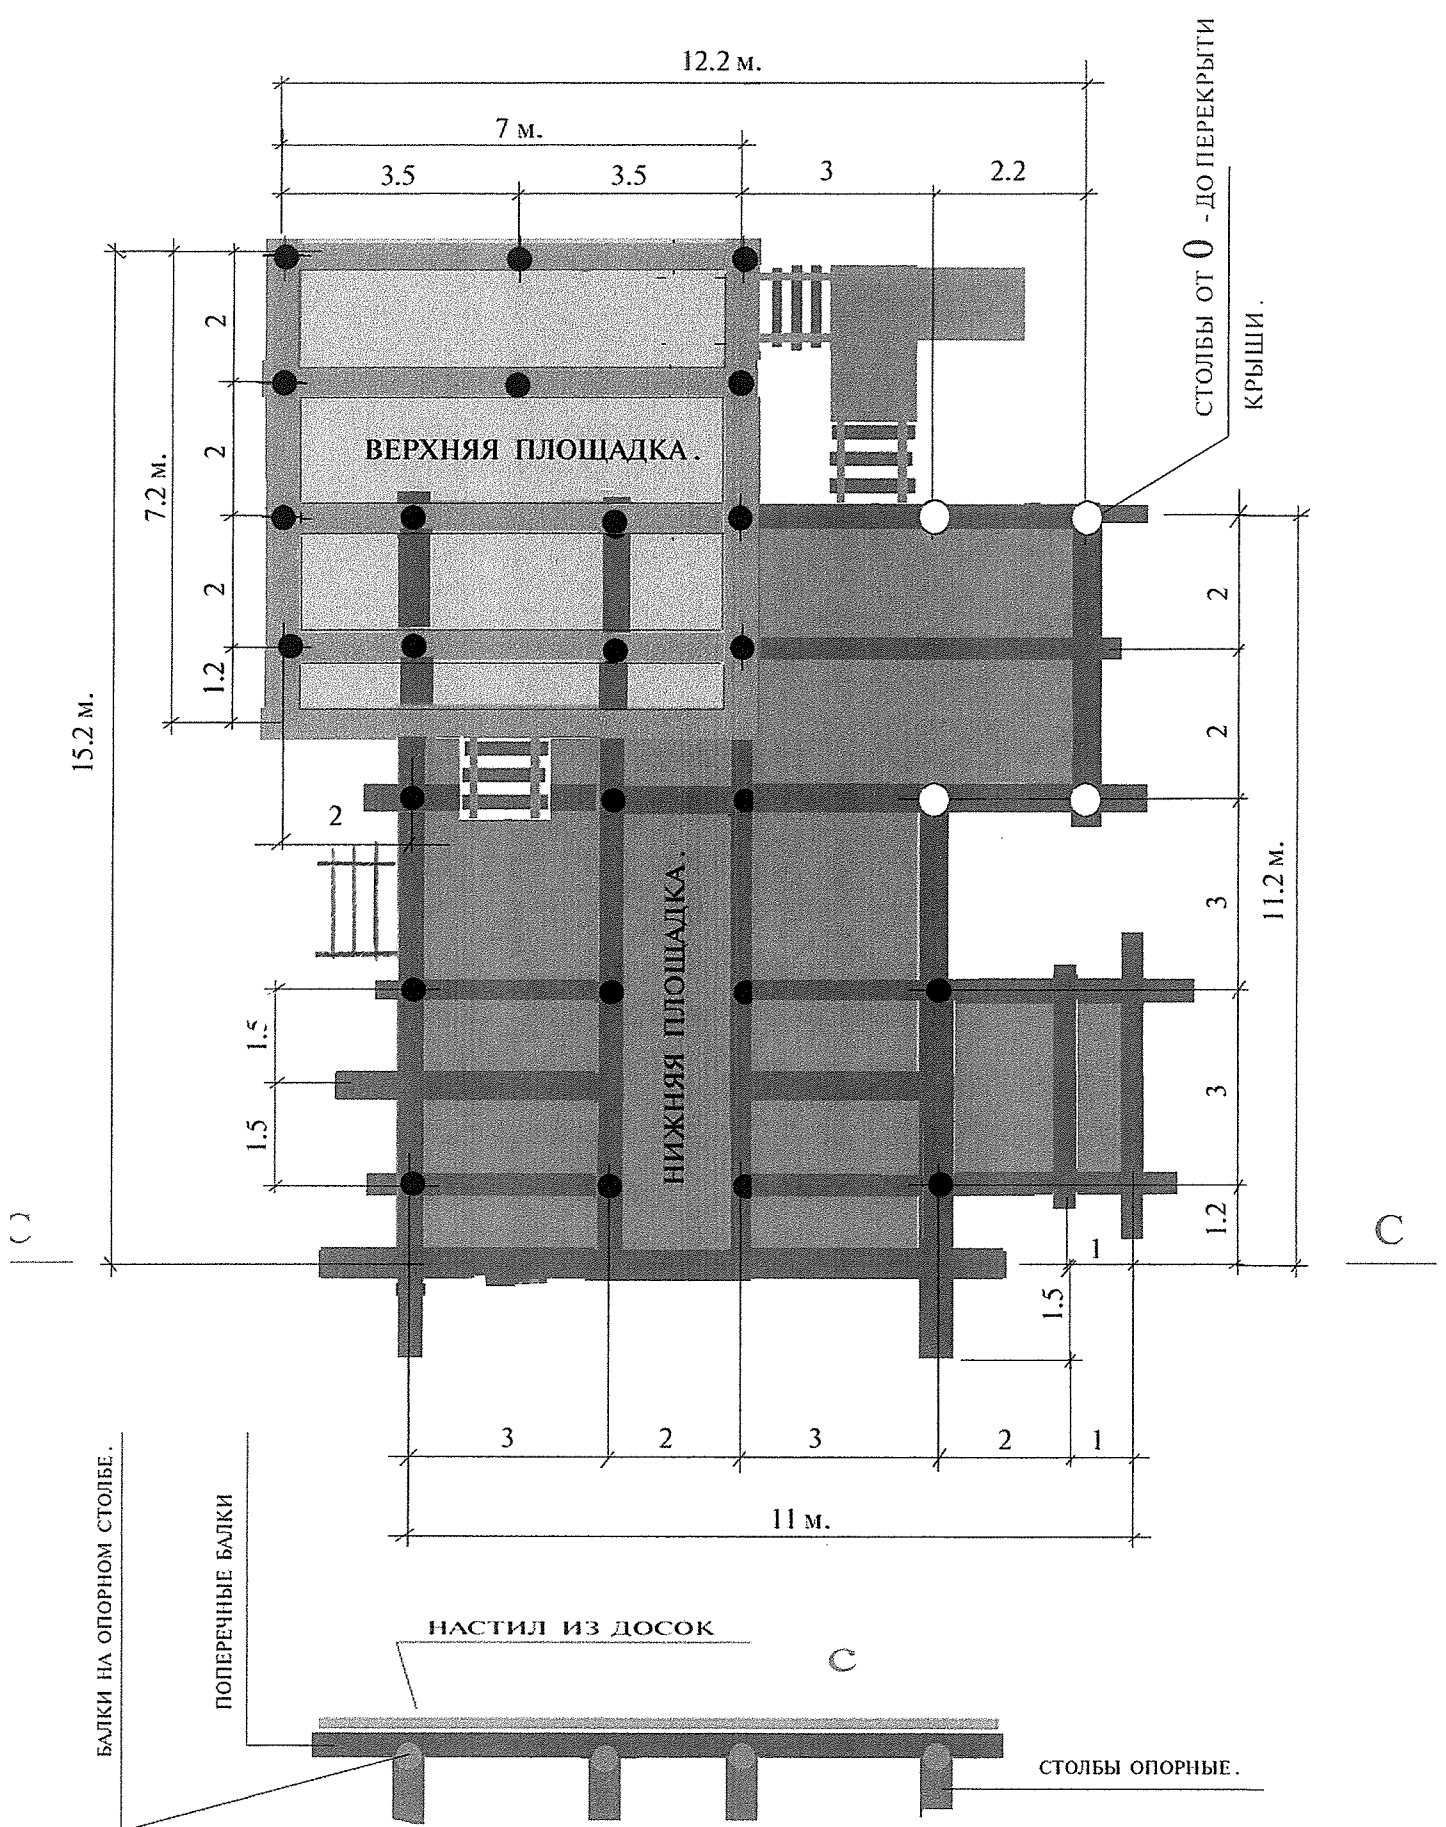 12.2 м.
7 м.
3.5
3.5
3
2.2
СТОЛБЫ ОТ 0 - ДО ПЕРЕКРЫТИ
КРЫШИ.
2
2
2
1.2
7.2 м.
15.2 м.
ВЕРХНЯЯ ПЛОЩАДКА.
2
2
3
3
1.2
11.2 м.
2
1.5
1.5
НИЖНЯЯ ПЛОЩАДКА.
С
1
1.5
3
2
3
2
1
11 м.
БАЛКИ НА ОПОРНОМ СТОЛБЕ.
ПОПЕРЕЧНЫЕ БАЛКИ
НАСТИЛ ИЗ ДОСОК
С
СТОЛБЫ ОПОРНЫЕ.